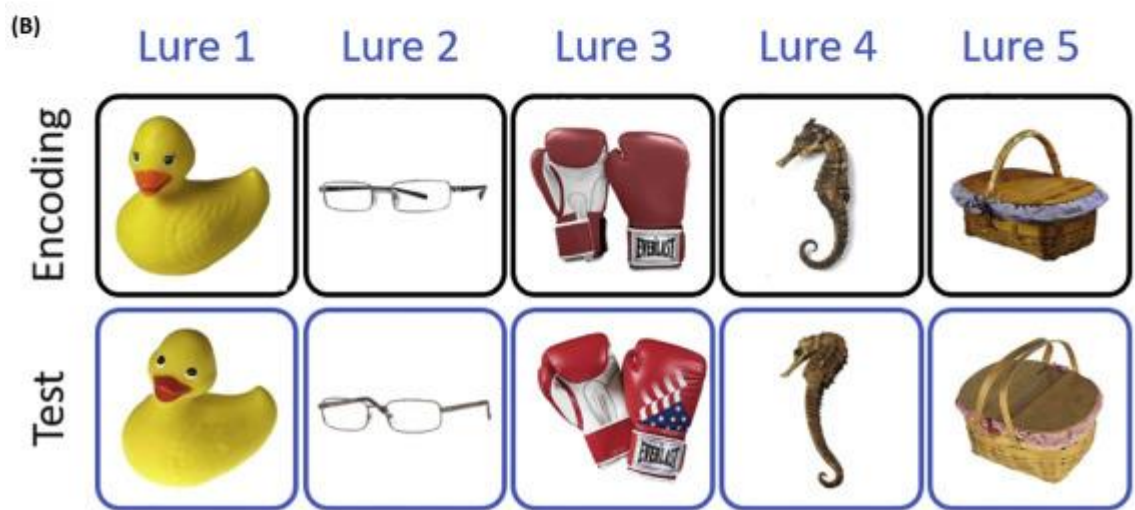 (B)
Lure 1 Lure 2 Lure 3 Lure 4 Lure 5
Encoding
EVERLAST
Test
EVERLAST